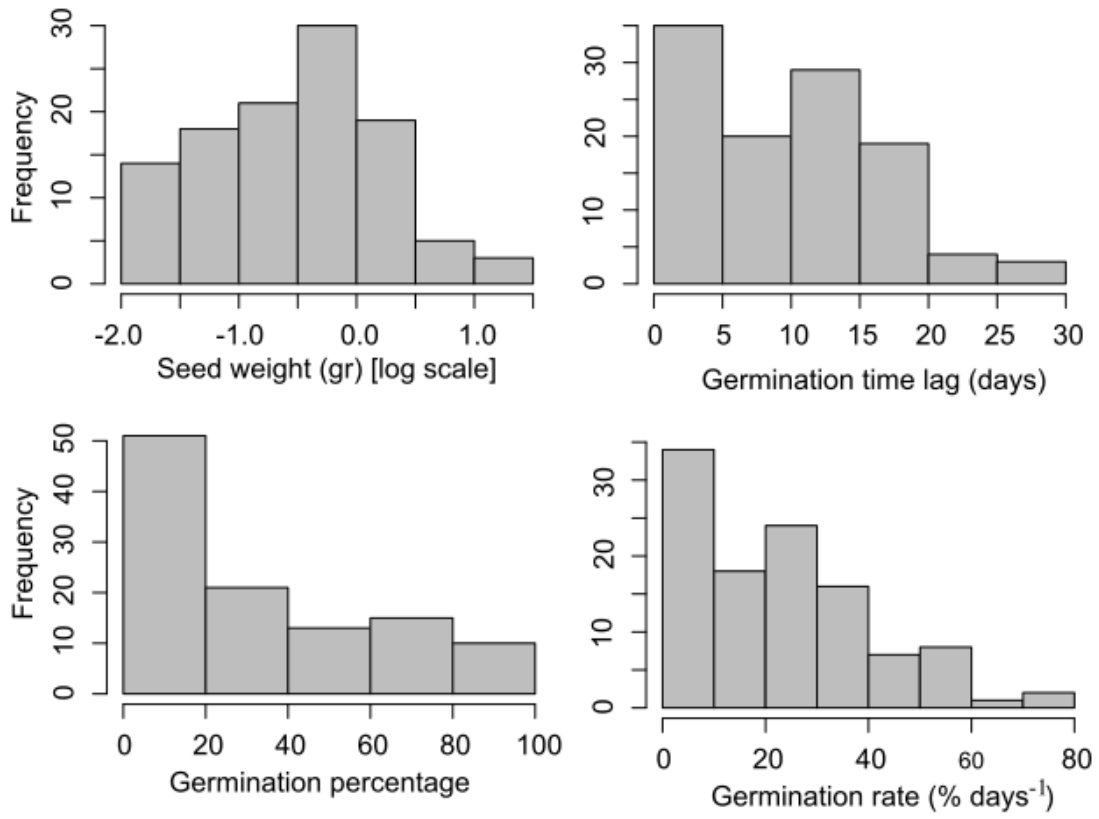 Frequency
0
10
20
30
-2.0 -1.0 0.0 1.0
Seed weight (gr) [log scale]
0
10
20
30
0 5 10 15 20 25 30
Germination time lag (days)
Frequency
0
10
20
30
40
50
0 20 40 60 80 100
Germination percentage
0
10
20
30
0 20 40 60 80
Germination rate (% days⁻¹)